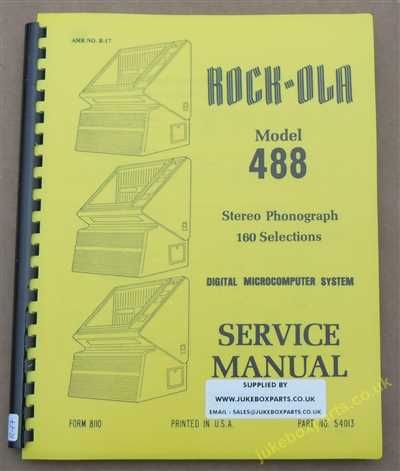 AMR NO. R-17
ROCK-OLA
Model
488
Stereo Phonograph
160 Selections
DIGITAL MICROCOMPUTER SYSTEM
SERVICE
MANUAL
SUPPLIED BY
WWW.JUKEBOXPARTS.CO.UK
EMAIL - SALES@JUKEBOXPARTS.CO.UK
FORM 8110
PRINTED IN U.S.A.
PART NO. 54013
R-17
jukeboxparts.co.uk